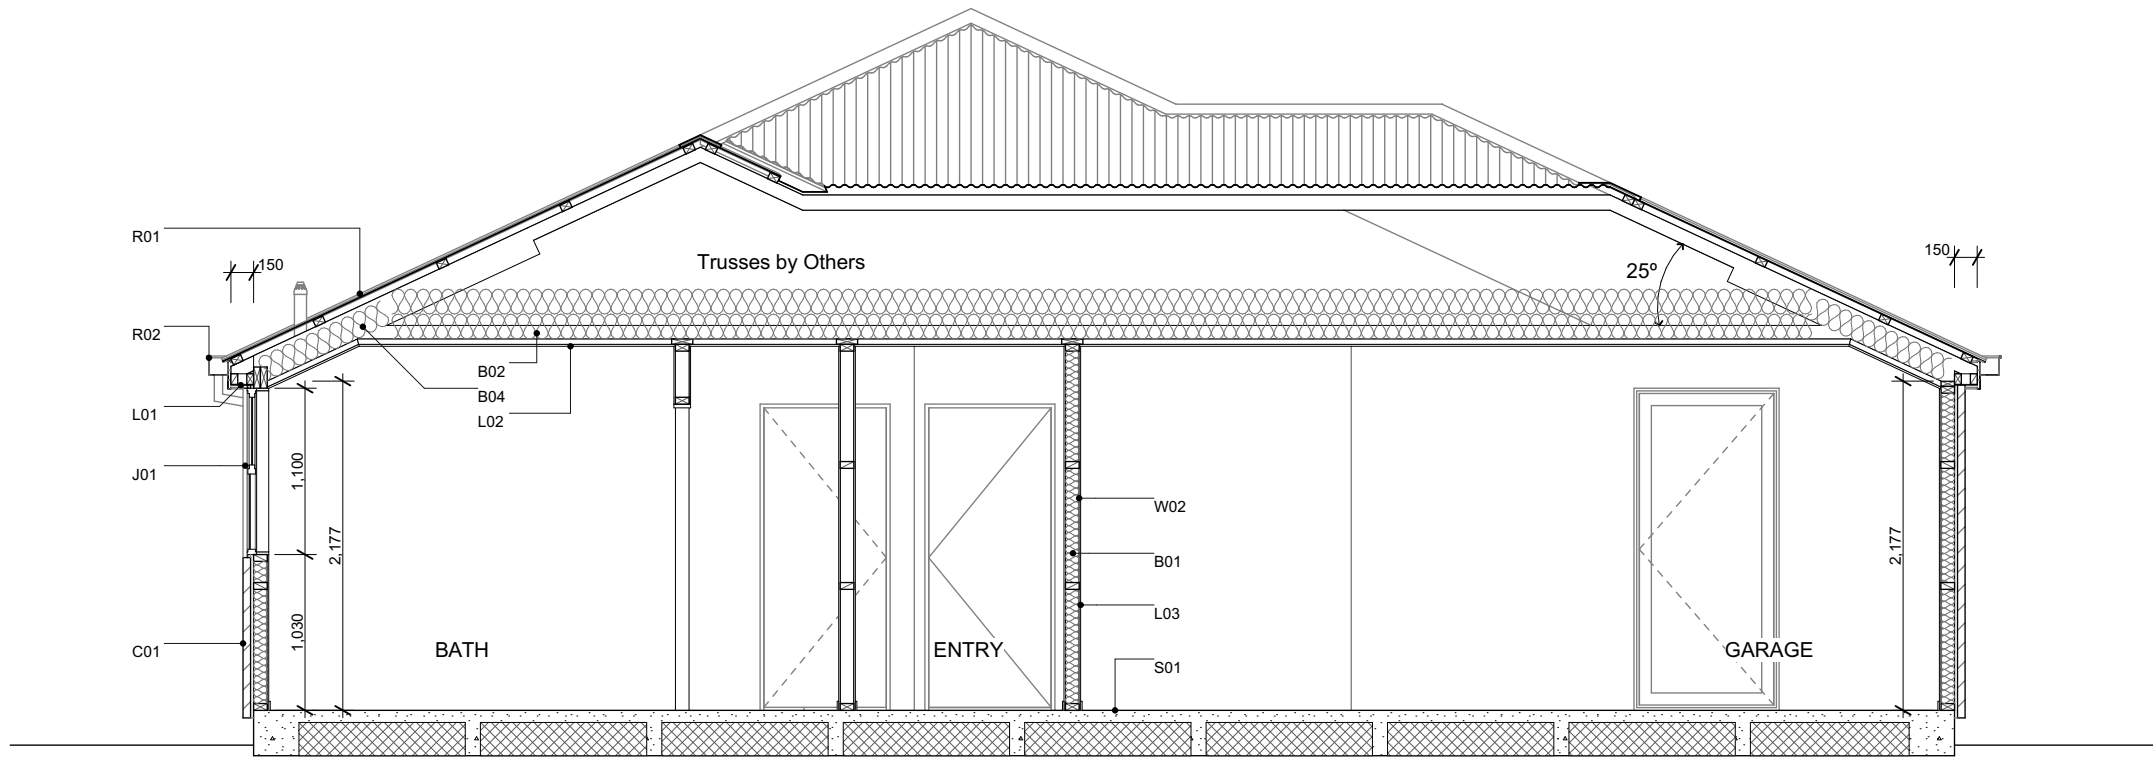 R01
150
Trusses by Others
25º
150
R02
B02
B04
L02
L01
J01
1,100
2,177
W02
2,177
B01
L03
1,030
C01
BATH
ENTRY
GARAGE
S01